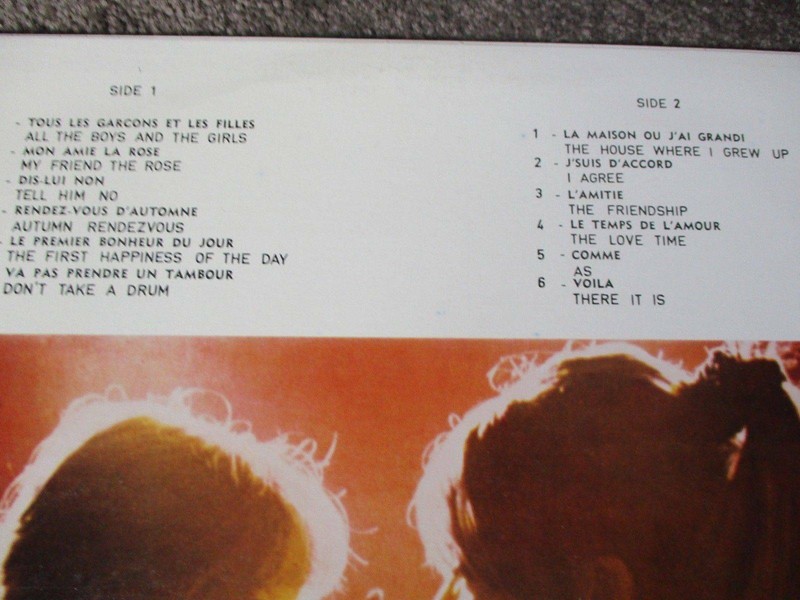 SIDE 1
- TOUS LES GARCONS ET LES FILLES
ALL THE BOYS AND THE GIRLS
- MON AMIE LA ROSE
MY FRIEND THE ROSE
- DIS-LUI NON
TELL HIM NO
- RENDEZ-VOUS D'AUTOMNE
AUTUMN RENDEZVOUS
- LE PREMIER BONHEUR DU JOUR
THE FIRST HAPPINESS OF THE DAY
VA PAS PRENDRE UN TAMBOUR
DON'T TAKE A DRUM
SIDE 2
1 - LA MAISON OU J'AI GRANDI
THE HOUSE WHERE I GREW UP
2 - J'SUIS D'ACCORD
I AGREE
3 - L'AMITIE
THE FRIENDSHIP
4 - LE TEMPS DE L'AMOUR
THE LOVE TIME
5 - COMME
AS
6 - VOILA
THERE IT IS